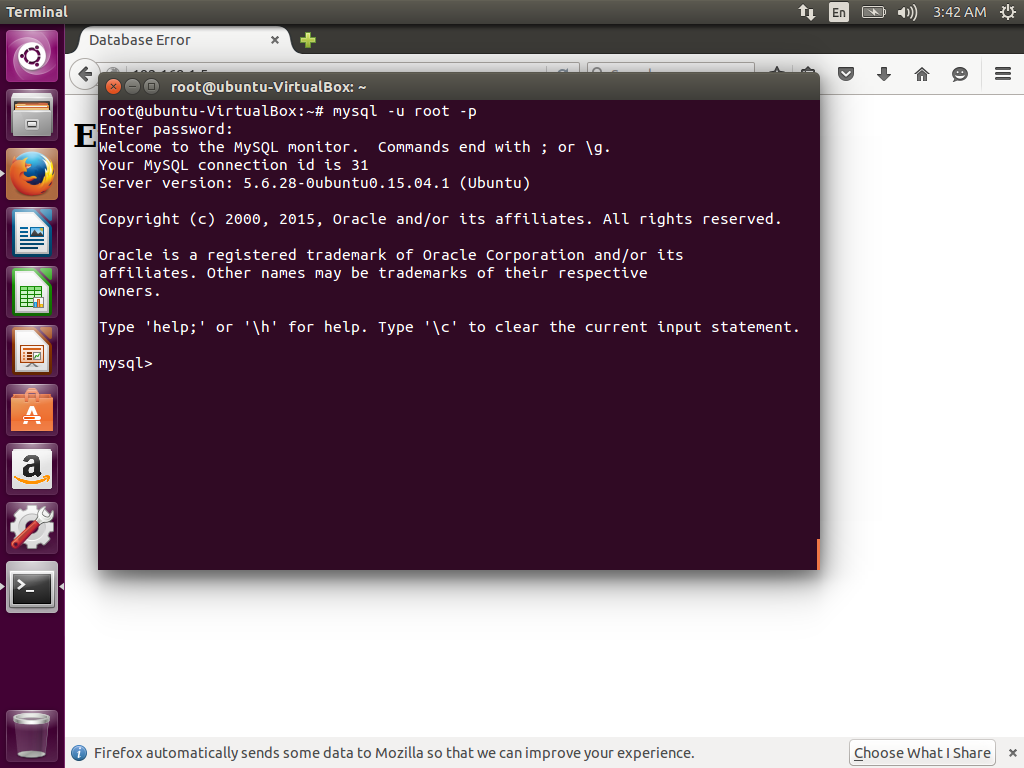 Terminal
En
3:42 AM
Database Error
root@ubuntu-VirtualBox: ~
E
root@ubuntu-VirtualBox:~# mysql -u root -p
Enter password:
Welcome to the MySQL monitor.  Commands end with ; or \g.
Your MySQL connection id is 31
Server version: 5.6.28-0ubuntu0.15.04.1 (Ubuntu)
Copyright (c) 2000, 2015, Oracle and/or its affiliates. All rights reserved.
Oracle is a registered trademark of Oracle Corporation and/or its
affiliates. Other names may be trademarks of their respective
owners.
Type 'help;' or '\h' for help. Type '\c' to clear the current input statement.
mysql>
Firefox automatically sends some data to Mozilla so that we can improve your experience.
Choose What I Share